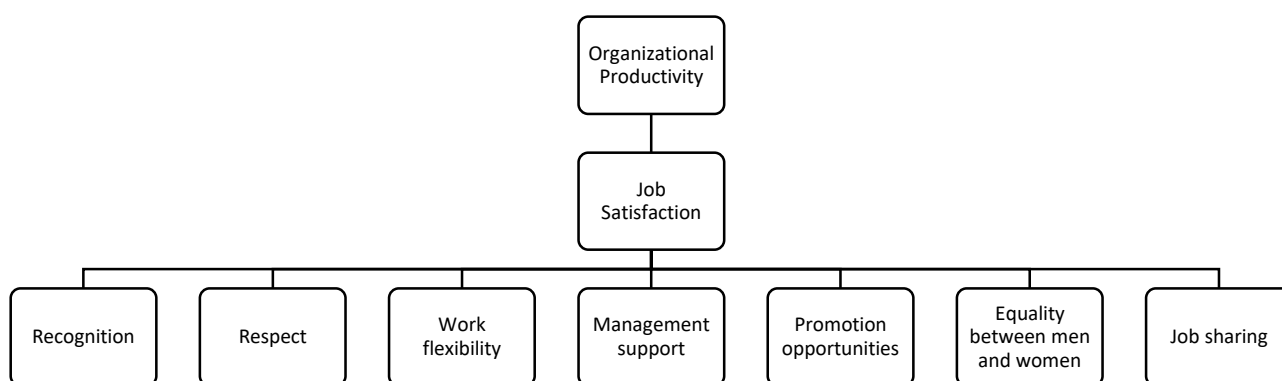 Organizational
Productivity
Job
Satisfaction
Recognition
Respect
Work
flexibility
Management
support
Promotion
opportunities
Equality
between men
and women
Job sharing